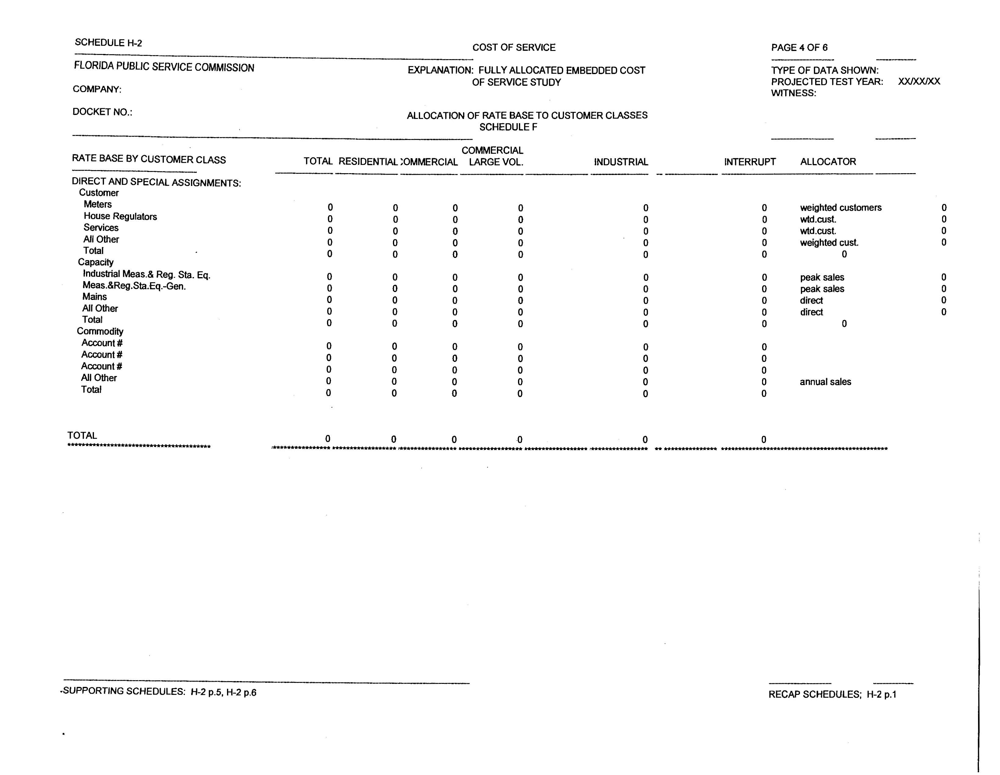 SCHEDULE H-2 COST OF SERVICE PAGE 4 OF 6
FLORIDA PUBLIC SERVICE COMMISSION EXPLANATION: FULLY ALLOCATED EMBEDDED COST TYPE OF DATA SHOWN:
OF SERVICE STUDY PROJECTED TEST YEAR: XX/XX/XX
COMPANY: WITNESS:
DOCKET NO.: ALLOCATION OF RATE BASE TO CUSTOMER CLASSES
SCHEDULE F
COMMERCIAL
RATE BASE BY CUSTOMER CLASS TOTAL RESIDENTIAL COMMERCIAL LARGE VOL. INDUSTRIAL INTERRUPT ALLOCATOR
DIRECT AND SPECIAL ASSIGNMENTS:
Customer
Meters 0 0 0 0 0 0 weighted customers 0
House Regulators 0 0 0 0 0 0 wtd.cust. 0
Services 0 0 0 0 0 0 wtd.cust. 0
All Other 0 0 0 0 0 0 weighted cust. 0
Total 0 0 0 0 0 0 0
Capacity
Industrial Meas.& Reg. Sta. Eq. 0 0 0 0 0 0 peak sales 0
Meas.&Reg.Sta.Eq.-Gen. 0 0 0 0 0 0 peak sales 0
Mains 0 0 0 0 0 0 direct 0
All Other 0 0 0 0 0 0 direct 0
Total 0 0 0 0 0 0 0
Commodity
Account # 0 0 0 0 0 0
Account # 0 0 0 0 0 0
Account # 0 0 0 0 0 0
All Other 0 0 0 0 0 0 annual sales
Total 0 0 0 0 0 0
TOTAL 0 0 0 0 0 0
SUPPORTING SCHEDULES: H-2 p.5, H-2 p.6 RECAP SCHEDULES; H-2 p.1